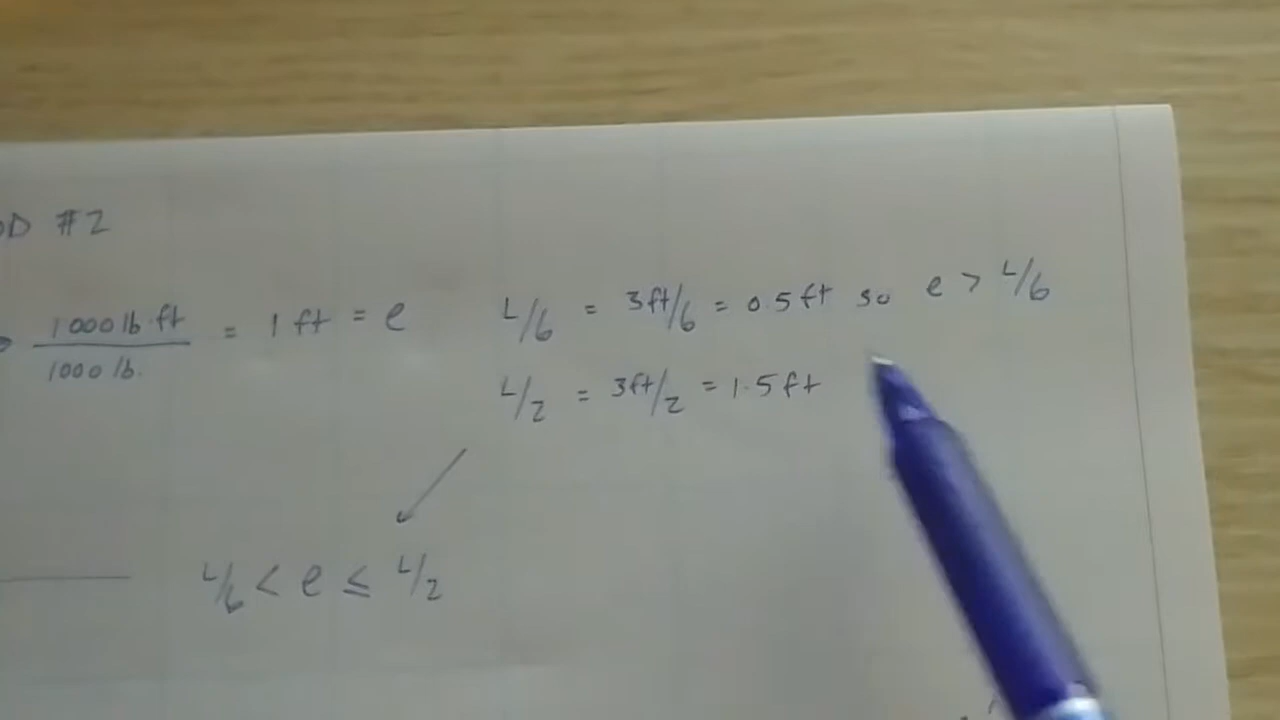 #2
1000 lb·ft / 1000 lb. = 1 ft = e
L/6 = 3ft/6 = 0.5 ft so e > L/6
L/2 = 3ft/2 = 1.5 ft
L/6 < e ≤ L/2